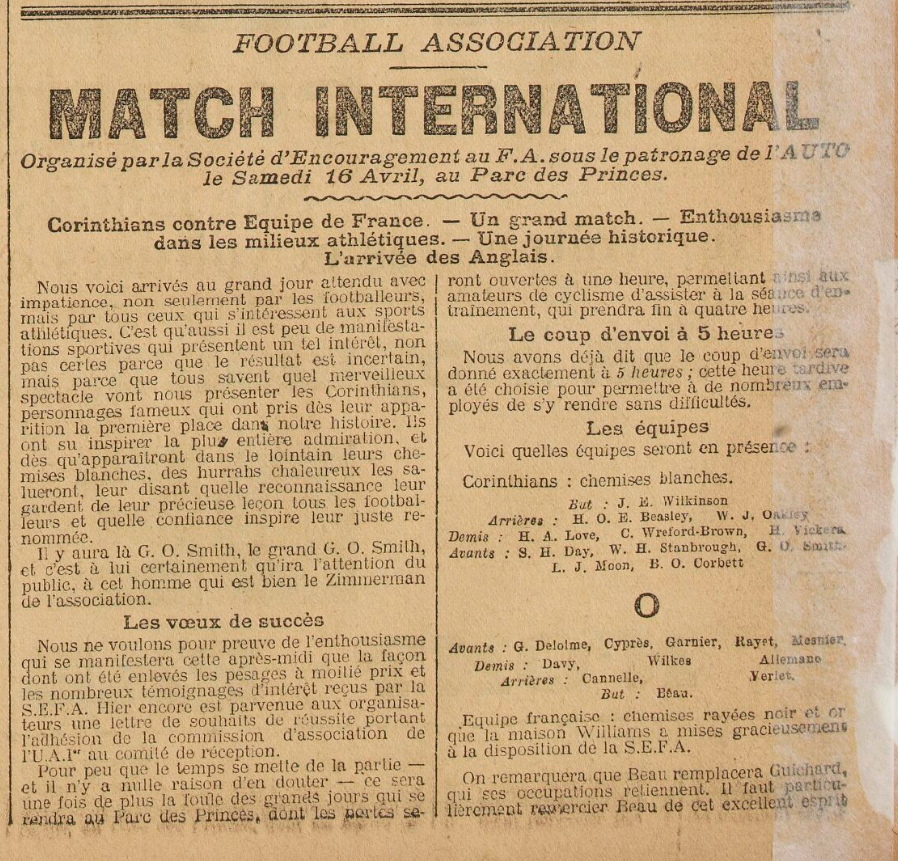 FOOTBALL ASSOCIATION
MATCH INTERNATIONAL
Organisé par la Société d'Encouragement au F.A. sous le patronage de l'AUTO
le Samedi 16 Avril, au Parc des Princes.
Corinthians contre Equipe de France. — Un grand match. — Enthousiasme
dans les milieux athlétiques. — Une journée historique.
L'arrivée des Anglais.
Nous voici arrivés au grand jour attendu avec
impatience, non seulement par les footballeurs,
mais par tous ceux qui s'intéressent aux sports
athlétiques. C'est qu'aussi il est peu de manifesta-
tions sportives qui présentent un tel intérêt, non
pas certes parce que le résultat est incertain,
mais parce que tous savent quel merveilleux
spectacle vont nous présenter les Corinthians,
personnages fameux qui ont pris dès leur appa-
rition la première place dans notre histoire. Ils
ont su inspirer la plus entière admiration, et
dès qu'apparaîtront dans le lointain leurs che-
mises blanches, des hurrahs chaleureux les sa-
lueront, leur disant quelle reconnaissance leur
gardent de leur précieuse leçon tous les footbal-
leurs et quelle confiance inspire leur juste re-
nommée.
Il y aura là G. O. Smith, le grand G. O. Smith,
et c'est à lui certainement qu'ira l'attention du
public, à cet homme qui est bien le Zimmerman
de l'association.
Les vœux de succès
Nous ne voulons pour preuve de l'enthousiasme
qui se manifestera cette après-midi que la façon
dont ont été enlevés les pesages à moitié prix et
les nombreux témoignages d'intérêt reçus par la
S.E.F.A. Hier encore est parvenue aux organisa-
teurs une lettre de souhaits de réussite portant
l'adhésion de la commission d'association de
l'U.A.Iᵉʳ au comité de réception.
Pour peu que le temps se mette de la partie —
et il n'y a nulle raison d'en douter — ce sera
une fois de plus la foule des grands jours qui se
rendra au Parc des Princes, dont les portes se-
ront ouvertes à une heure, permettant ainsi aux
amateurs de cyclisme d'assister à la séance d'en-
traînement, qui prendra fin à quatre heures.
Le coup d'envoi à 5 heures
Nous avons déjà dit que le coup d'envoi sera
donné exactement à 5 heures ; cette heure tardive
a été choisie pour permettre à de nombreux em-
ployés de s'y rendre sans difficultés.
Les équipes
Voici quelles équipes seront en présence :
Corinthians : chemises blanches.
But : J. E. Wilkinson
Arrières : H. O. E. Beasley, W. J. Oakley
Demis : H. A. Love, C. Wreford-Brown, H. Vickers
Avants : S. H. Day, W. H. Stanbrough, G. O. Smith
L. J. Moon, B. O. Corbett
O
Avants : G. Delolme, Cyprès, Garnier, Rayet, Mesnier,
Demis : Davy, Wilkes Allemane
Arrières : Cannelle, Verlet.
But : Beau.
Equipe française : chemises rayées noir et or
que la maison Williams a mises gracieusement
à la disposition de la S.E.F.A.
On remarquera que Beau remplacera Guichard,
qui ses occupations retiennent. Il faut particu-
lièrement remercier Beau de cet excellent esprit